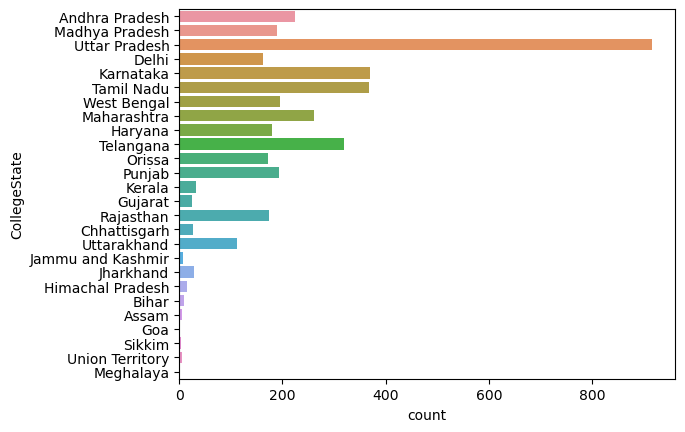 Andhra Pradesh
Madhya Pradesh
Uttar Pradesh
Delhi
Karnataka
Tamil Nadu
West Bengal
Maharashtra
Haryana
Telangana
Orissa
Punjab
Kerala
Gujarat
Rajasthan
Chhattisgarh
Uttarakhand
Jammu and Kashmir
Jharkhand
Himachal Pradesh
Bihar
Assam
Goa
Sikkim
Union Territory
Meghalaya
CollegeState
0 200 400 600 800
count